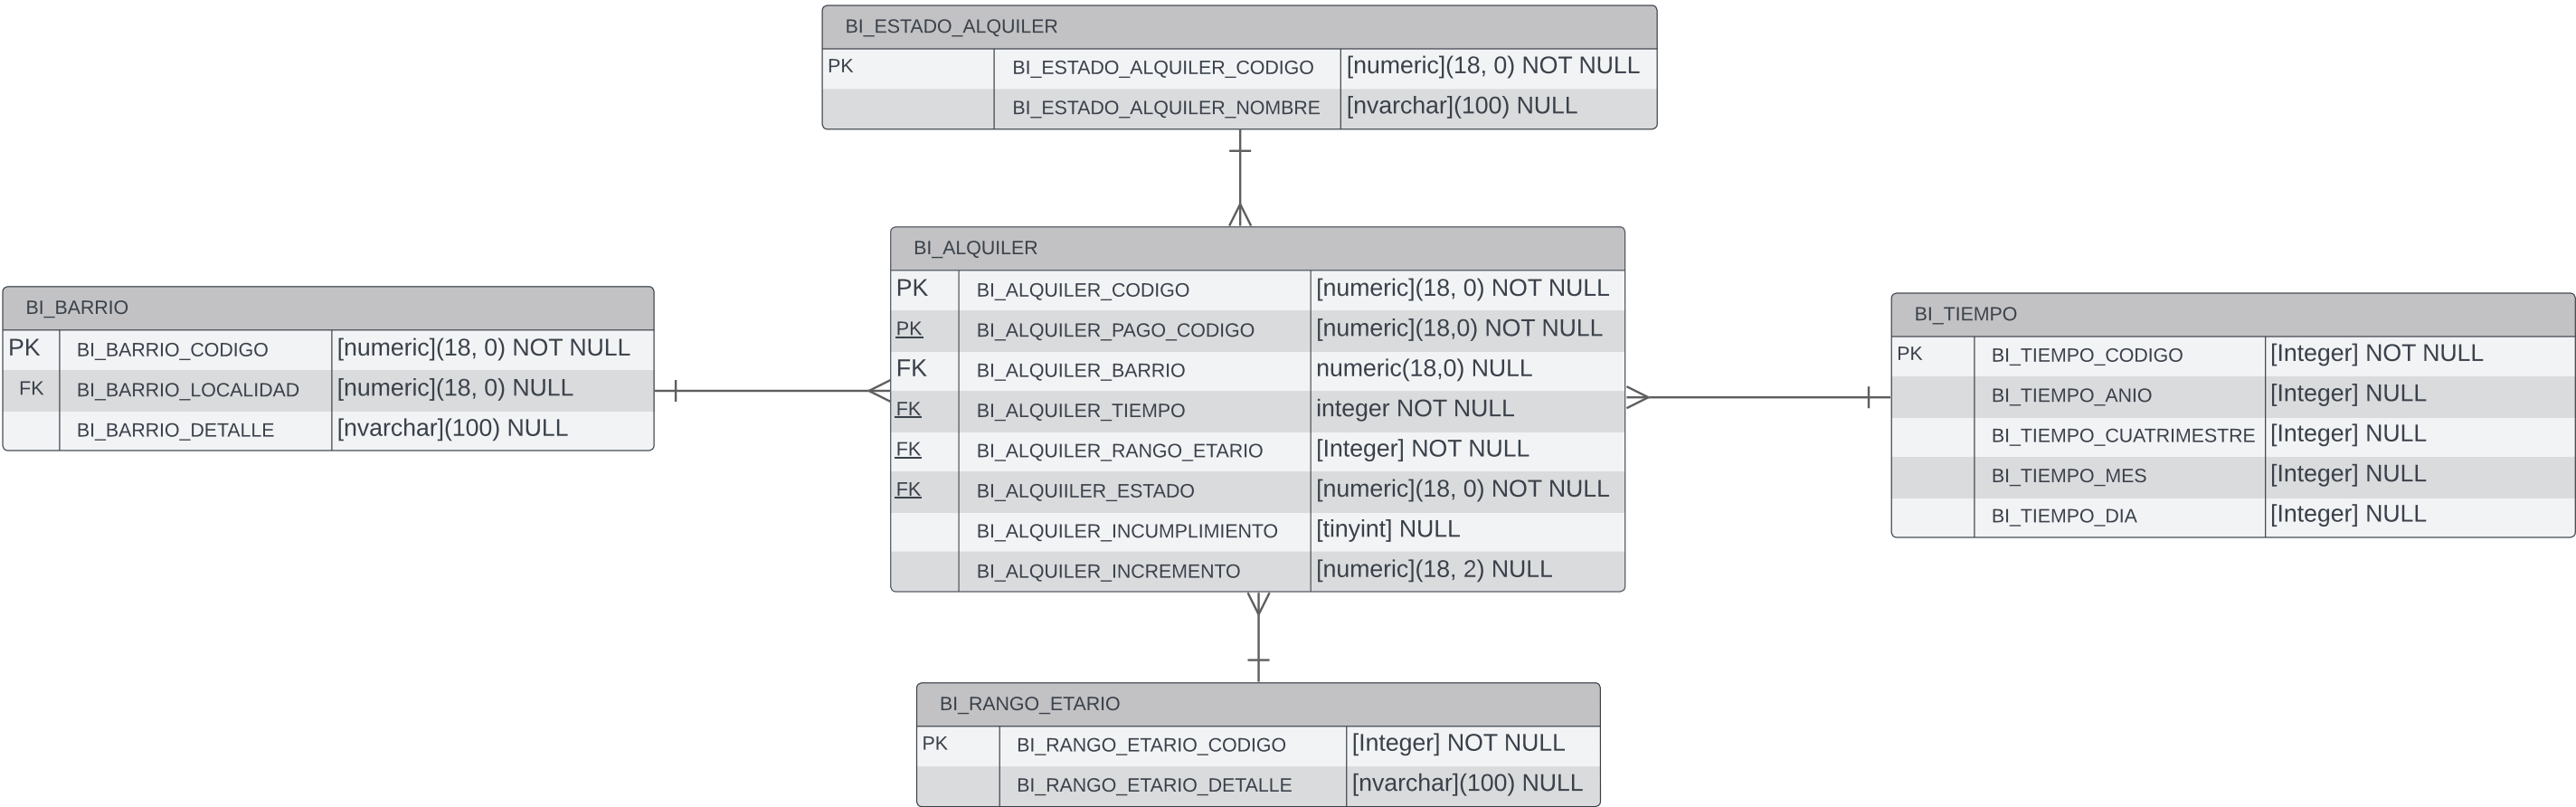 BI_ESTADO_ALQUILER
PK BI_ESTADO_ALQUILER_CODIGO [numeric](18, 0) NOT NULL
BI_ESTADO_ALQUILER_NOMBRE [nvarchar](100) NULL
BI_BARRIO
PK BI_BARRIO_CODIGO [numeric](18, 0) NOT NULL
FK BI_BARRIO_LOCALIDAD [numeric](18, 0) NULL
BI_BARRIO_DETALLE [nvarchar](100) NULL
BI_ALQUILER
PK BI_ALQUILER_CODIGO [numeric](18, 0) NOT NULL
PK BI_ALQUILER_PAGO_CODIGO [numeric](18,0) NOT NULL
FK BI_ALQUILER_BARRIO numeric(18,0) NULL
FK BI_ALQUILER_TIEMPO integer NOT NULL
FK BI_ALQUILER_RANGO_ETARIO [Integer] NOT NULL
FK BI_ALQUIILER_ESTADO [numeric](18, 0) NOT NULL
BI_ALQUILER_INCUMPLIMIENTO [tinyint] NULL
BI_ALQUILER_INCREMENTO [numeric](18, 2) NULL
BI_TIEMPO
PK BI_TIEMPO_CODIGO [Integer] NOT NULL
BI_TIEMPO_ANIO [Integer] NULL
BI_TIEMPO_CUATRIMESTRE [Integer] NULL
BI_TIEMPO_MES [Integer] NULL
BI_TIEMPO_DIA [Integer] NULL
BI_RANGO_ETARIO
PK BI_RANGO_ETARIO_CODIGO [Integer] NOT NULL
BI_RANGO_ETARIO_DETALLE [nvarchar](100) NULL